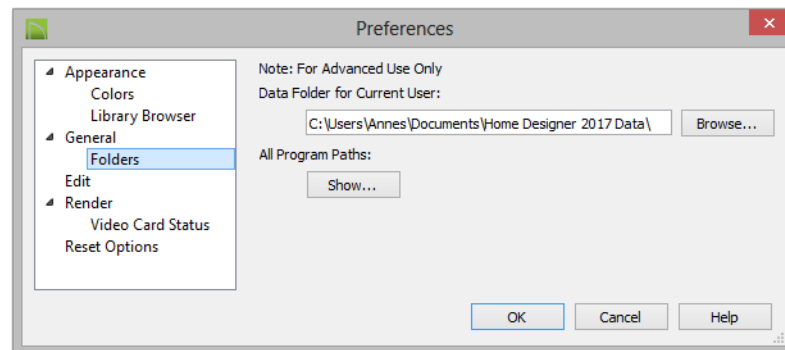 Preferences
Appearance
Colors
Library Browser
General
Folders
Edit
Render
Video Card Status
Reset Options
Note: For Advanced Use Only
Data Folder for Current User:
C:\Users\Annes\Documents\Home Designer 2017 Data\
Browse...
All Program Paths:
Show...
OK Cancel Help